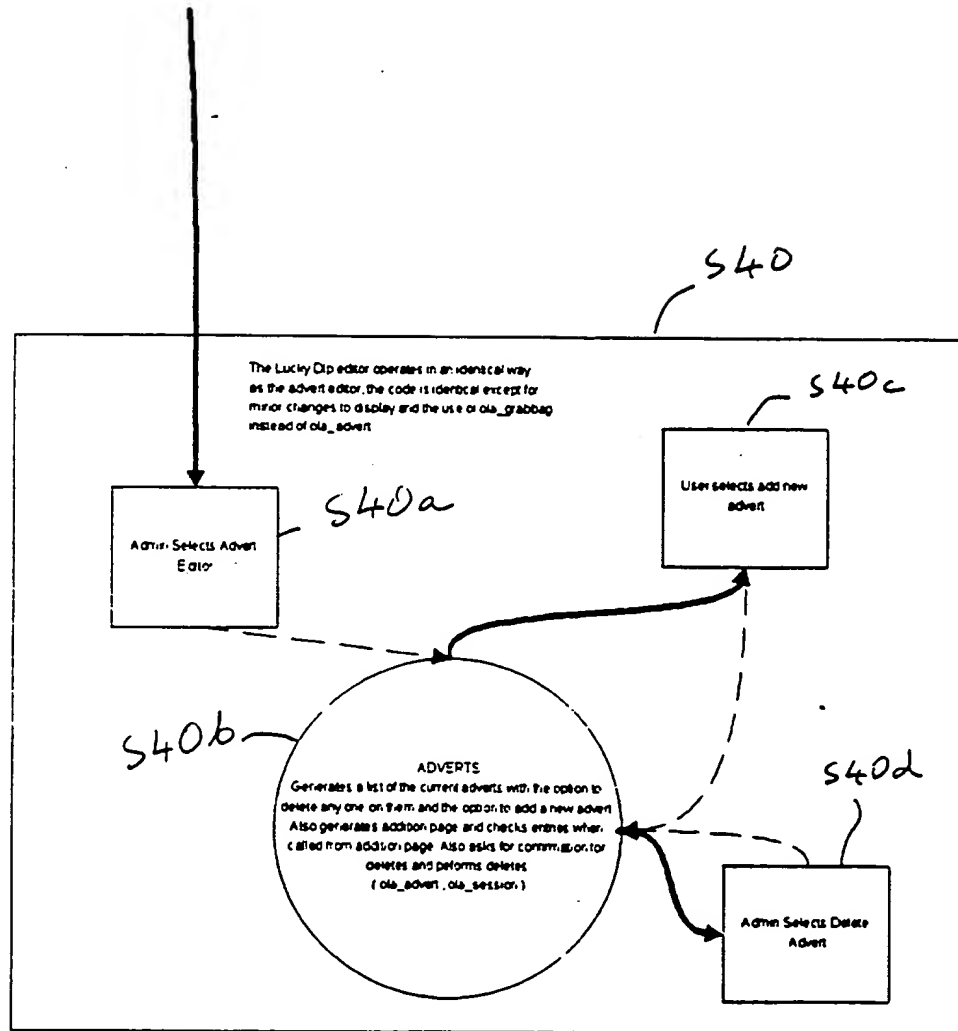 S40
The Lucky Dip editor operates in an identical way
as the advert editor, the code is identical except for
minor changes to display and the use of ola_grabbag
instead of ola_advert
S40c
User selects add new
advert
S40a
Admin Selects Advert
Editor
S40b
ADVERTS
Generates a list of the current adverts with the option to
delete any one on them and the option to add a new advert
Also generates addition page and checks entries when
called from addition page. Also asks for confirmation for
deletes and peforms deletes
( ola_advert , ola_session )
S40d
Admin Selects Delete
Advert